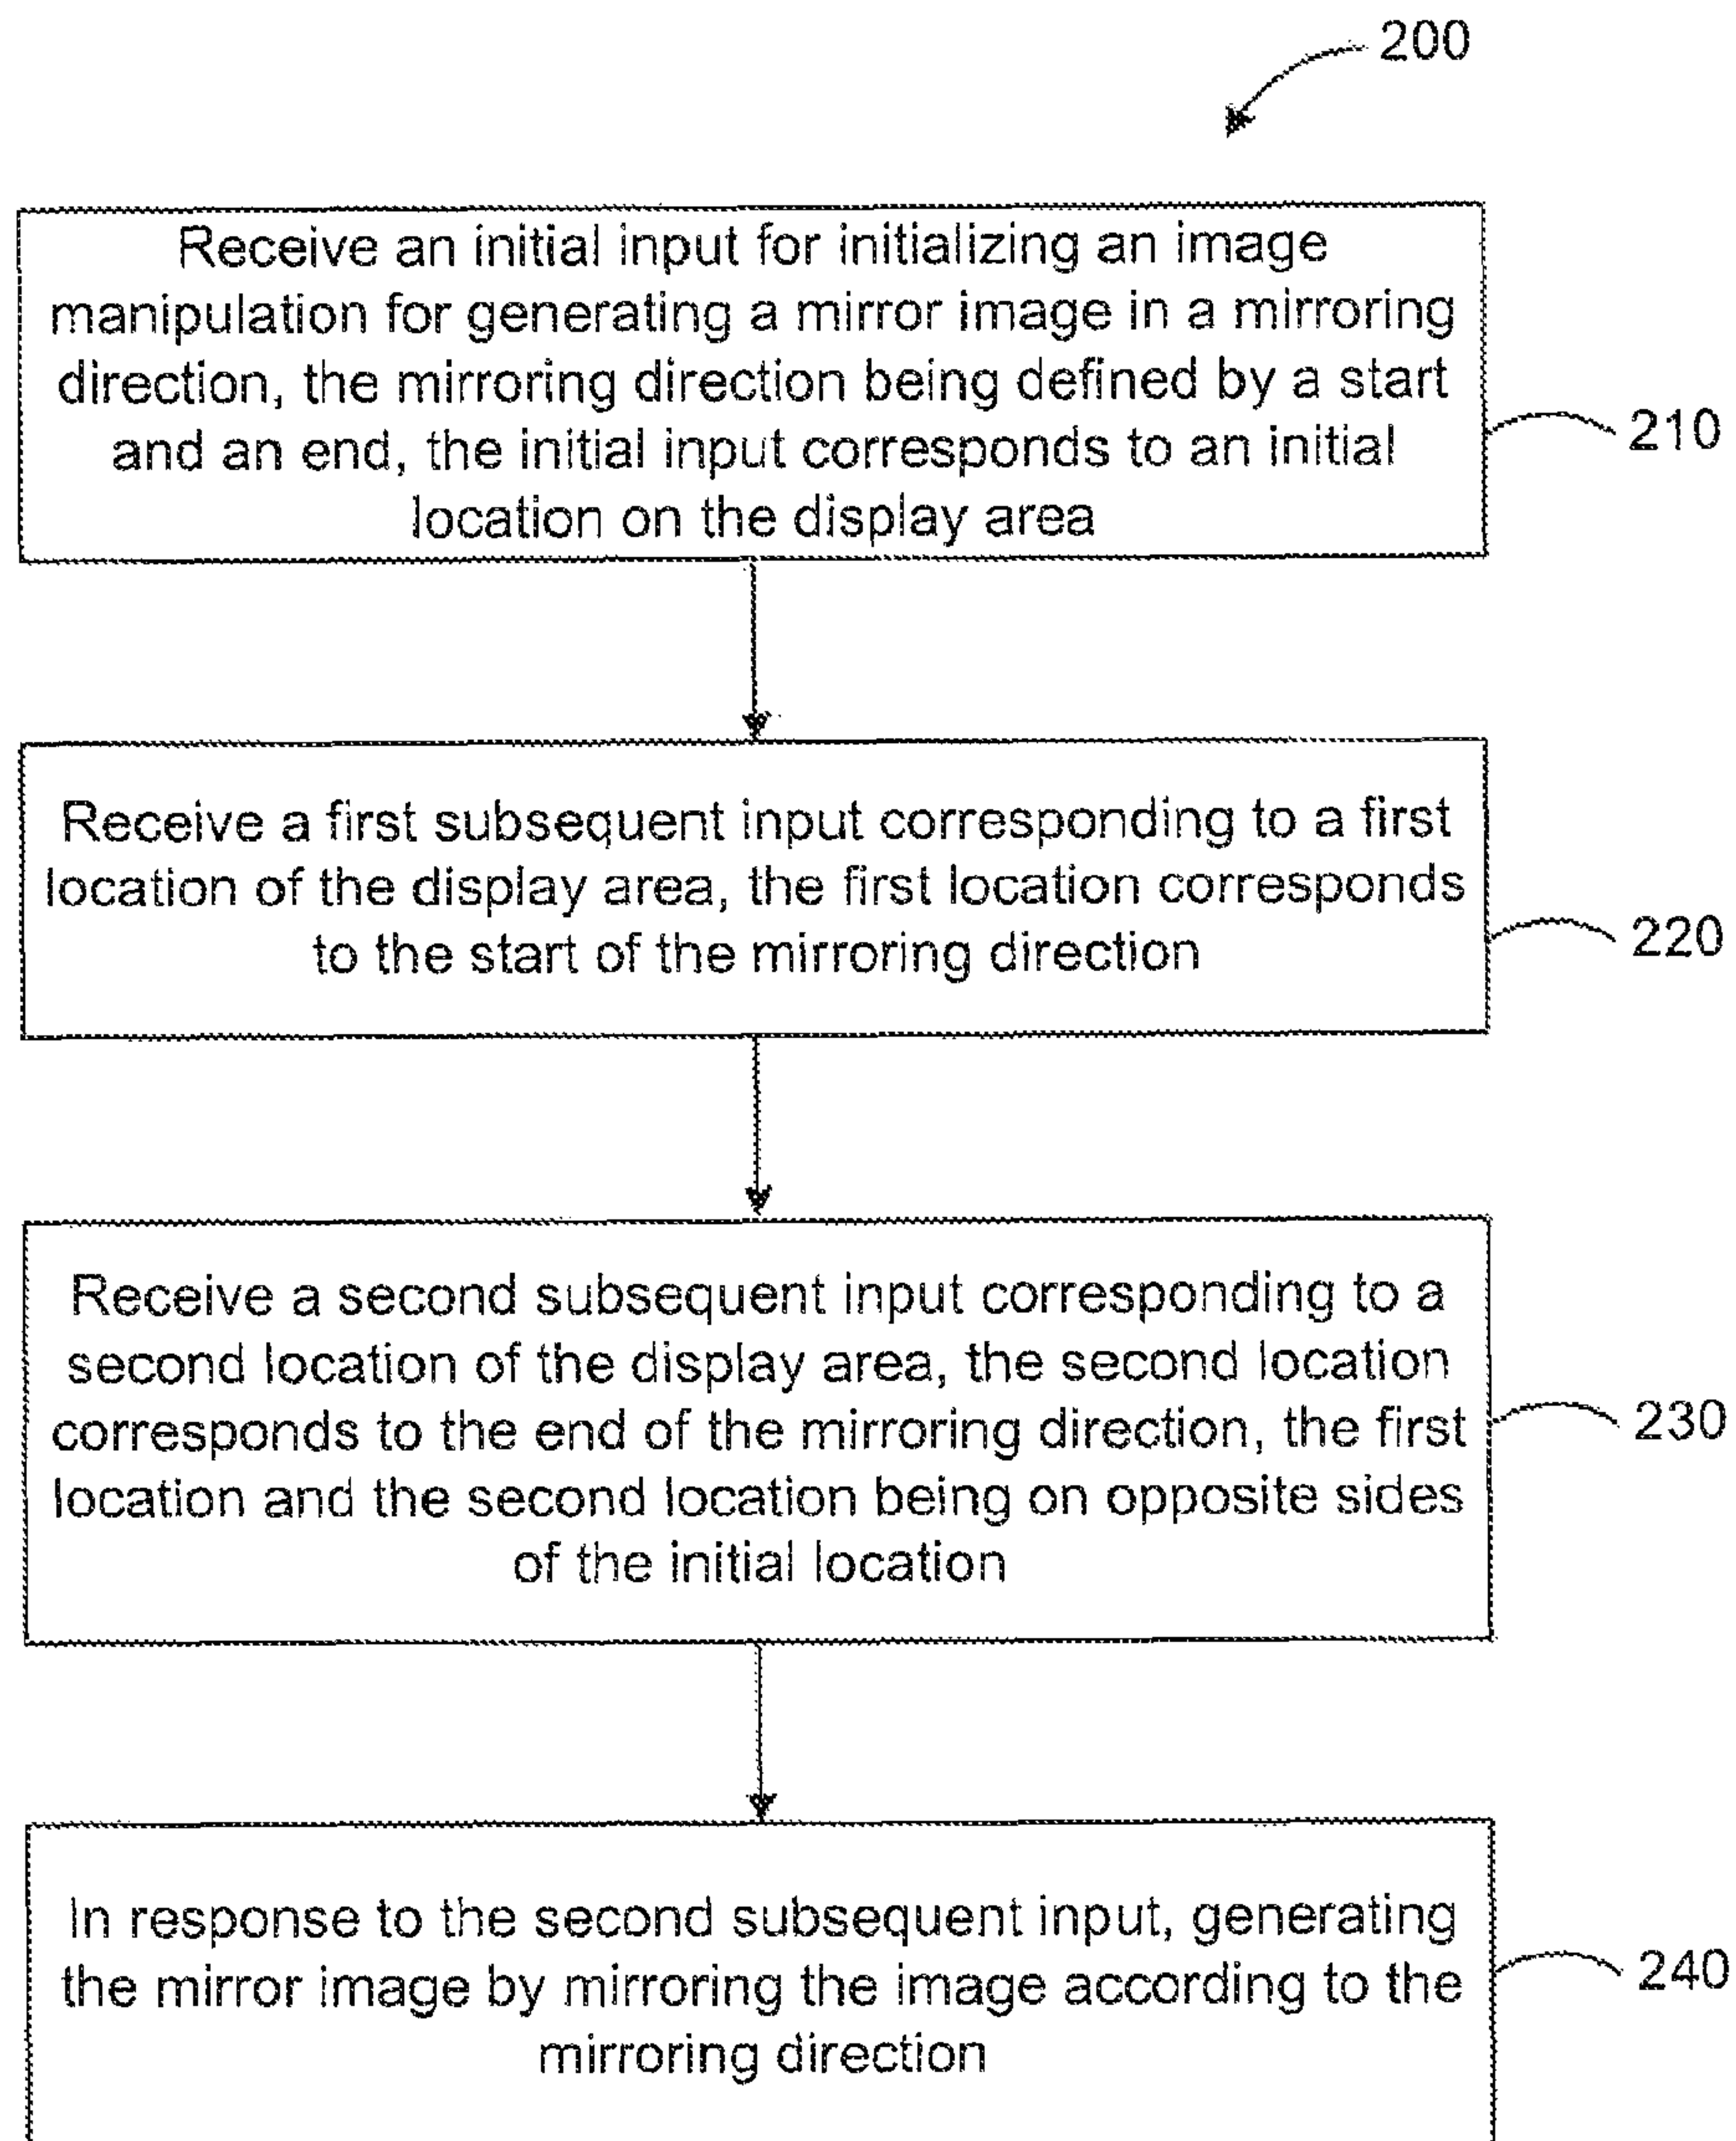 200
Receive an initial input for initializing an image
manipulation for generating a mirror image in a mirroring
direction, the mirroring direction being defined by a start
and an end, the initial input corresponds to an initial
location on the display area
210
Receive a first subsequent input corresponding to a first
location of the display area, the first location corresponds
to the start of the mirroring direction
220
Receive a second subsequent input corresponding to a
second location of the display area, the second location
corresponds to the end of the mirroring direction, the first
location and the second location being on opposite sides
of the initial location
230
In response to the second subsequent input, generating
the mirror image by mirroring the image according to the
mirroring direction
240